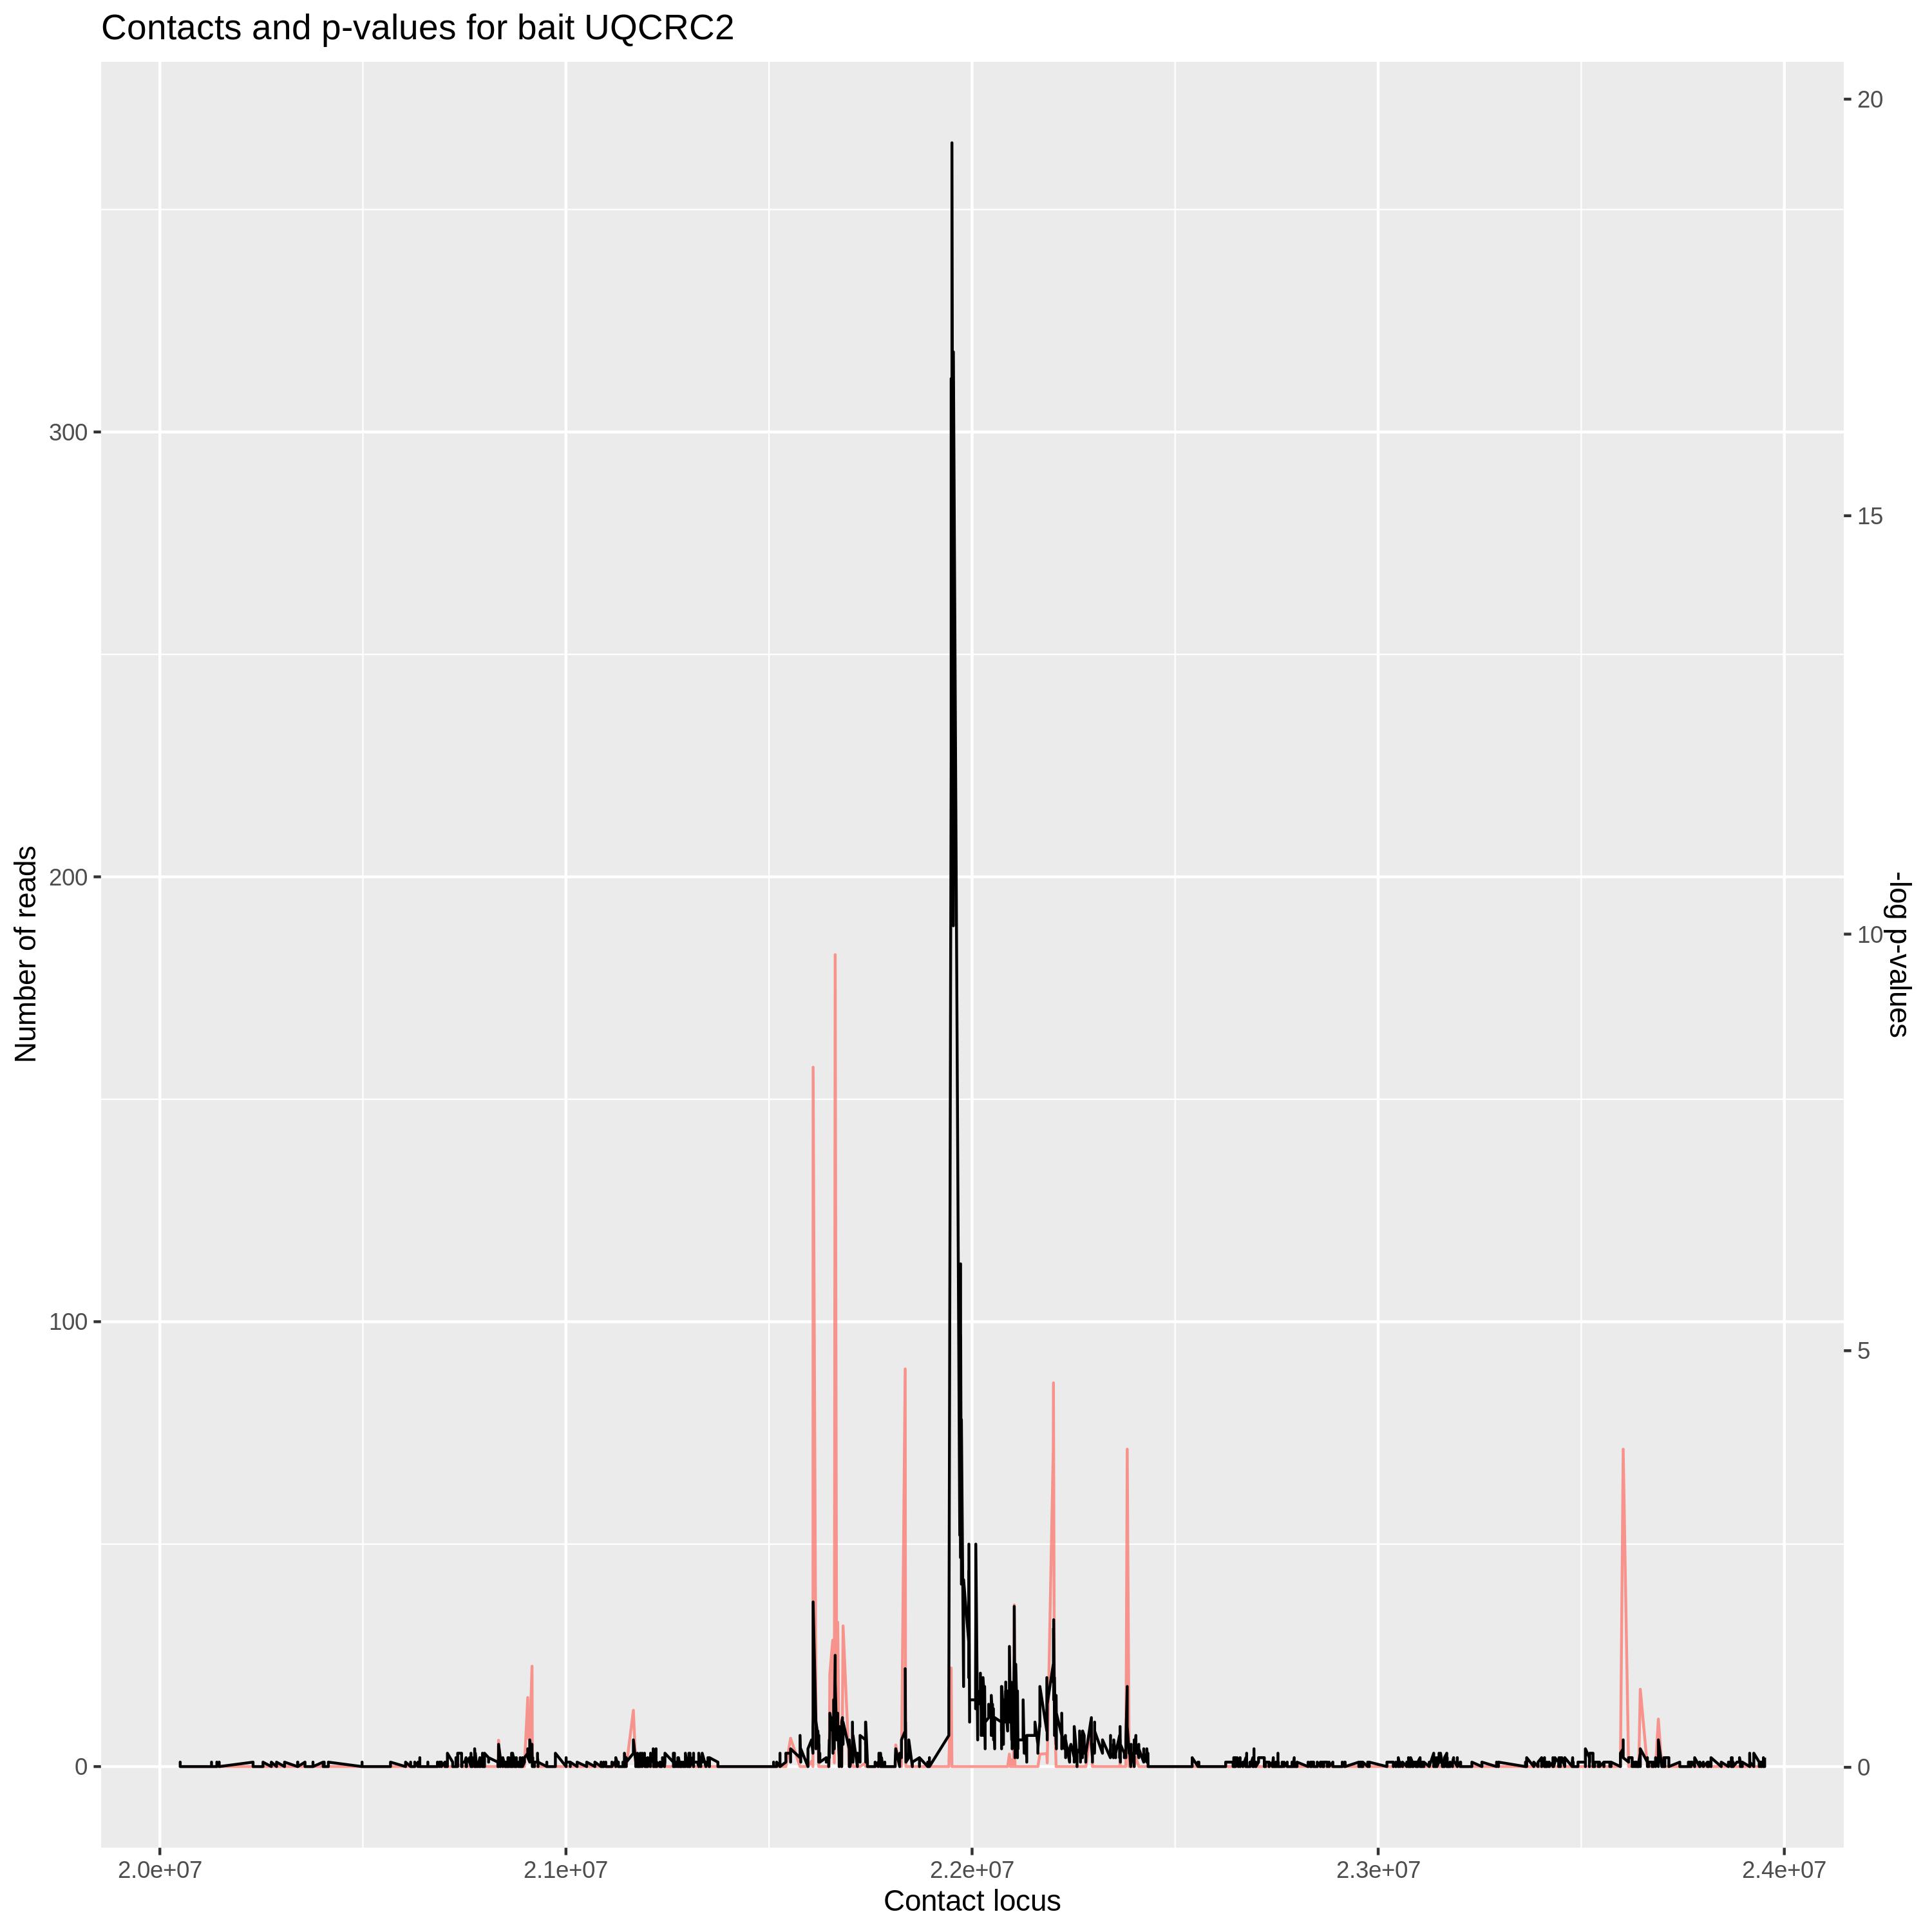 Contacts and p-values for bait UQCRC2
Number of reads
300
200
100
0
20
15
10
5
0
-log p-values
2.0e+07
2.1e+07
2.2e+07
2.3e+07
2.4e+07
Contact locus